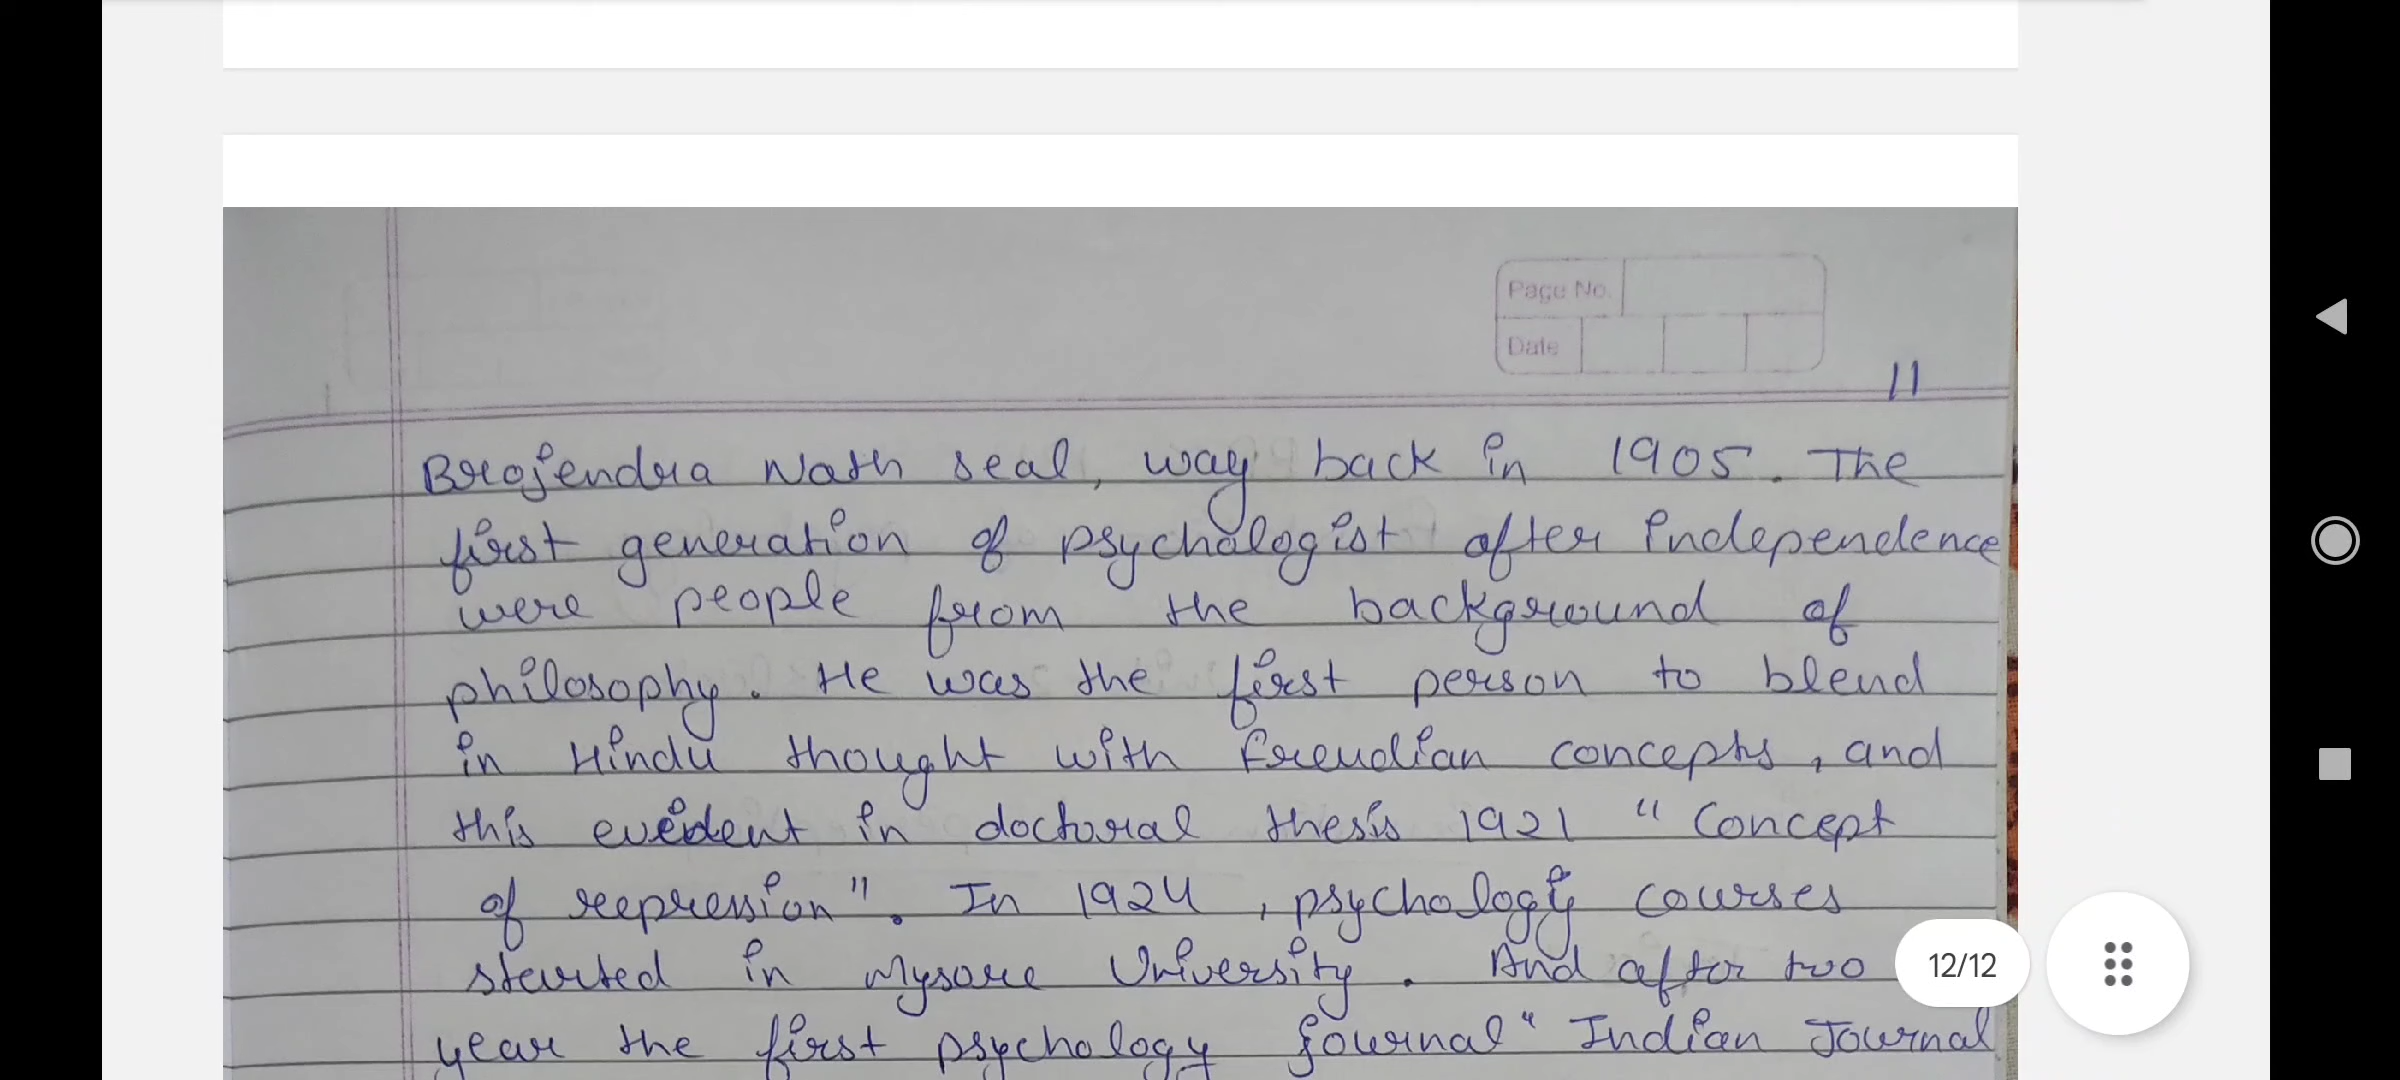 Page No.
Date
11
Brojendra Nath seal, way back in 1905. The
first generation of psychologist after independence
were people from the background of
philosophy. He was the first person to blend
in Hindu thought with freudian concepts, and
this evident in doctoral thesis 1921 "Concept
of repression". In 1924, psychology courses
started in Mysore University. And after two
year the first psychology journal "Indian Journal
12/12